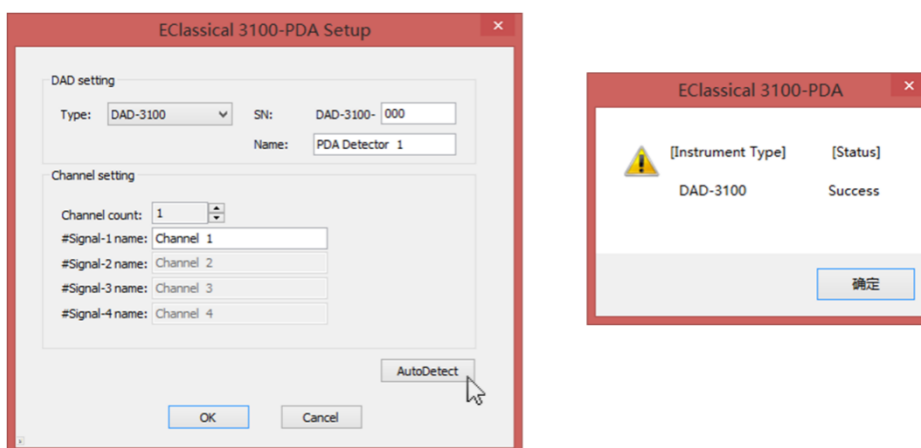 EClassical 3100-PDA Setup
DAD setting
Type: DAD-3100 SN: DAD-3100- 000
Name: PDA Detector 1
Channel setting
Channel count: 1
#Signal-1 name: Channel 1
#Signal-2 name: Channel 2
#Signal-3 name: Channel 3
#Signal-4 name: Channel 4
AutoDetect
OK Cancel
EClassical 3100-PDA
[Instrument Type] [Status]
DAD-3100 Success
确定